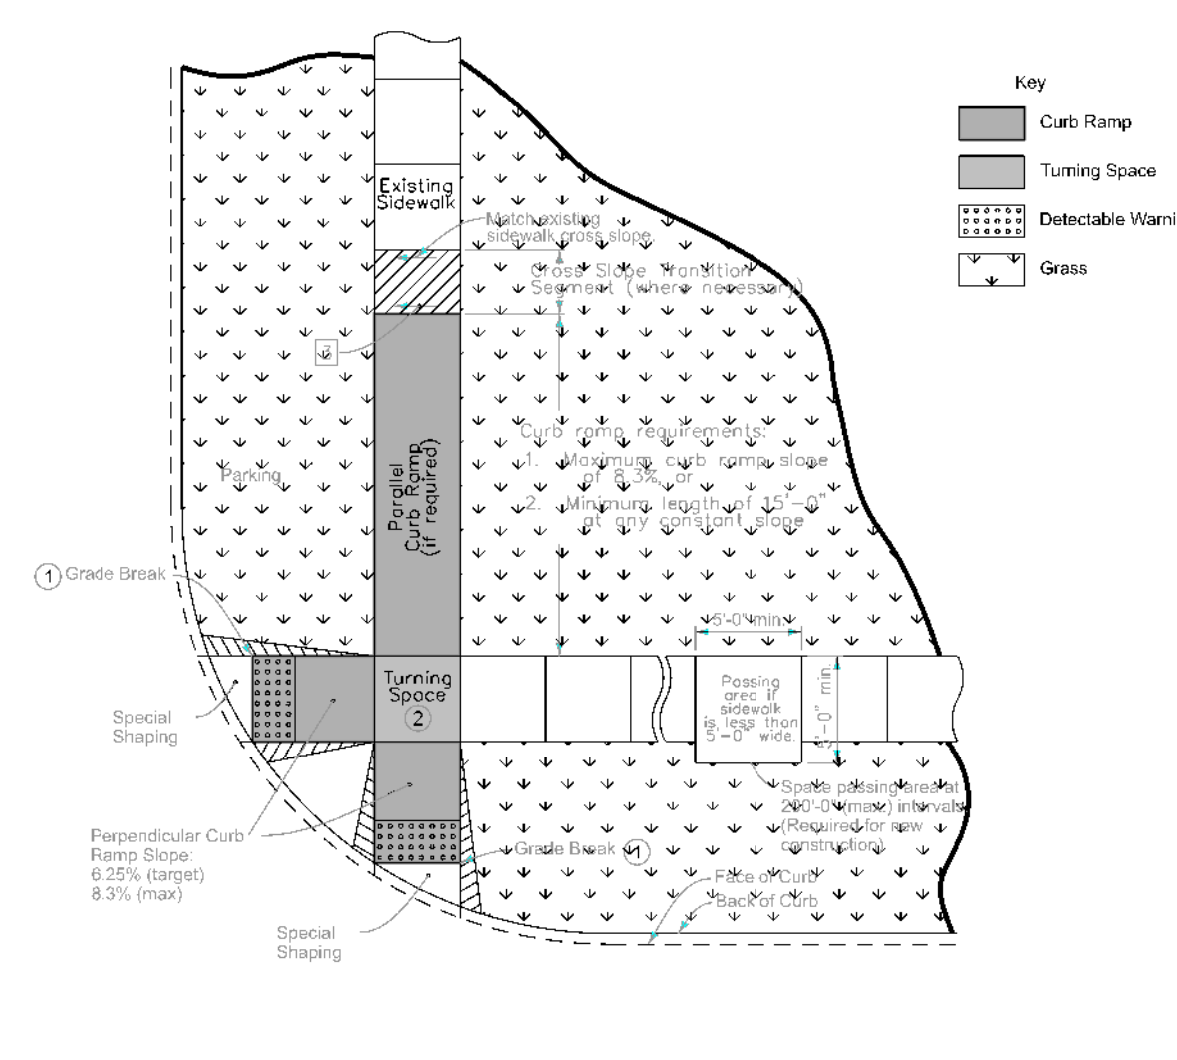 Key
Curb Ramp
Turning Space
Detectable Warni
Grass
Existing
Sidewalk
Match existing
sidewalk cross slope.
Cross Slope Transition
Segment (where necessary)
3
Parallel
Curb Ramp
(if required)
Curb ramp requirements:
1. Maximum curb ramp slope
of 8.3%, or
2. Minimum length of 15'-0"
at any constant slope
Parking
1 Grade Break
5'-0" min.
Turning
Space
2
Passing
area if
sidewalk
is less than
5'-0" wide.
5'-0" min.
Special
Shaping
Space passing area at
200'-0" (max.) intervals
(Required for new
construction)
Perpendicular Curb
Ramp Slope:
6.25% (target)
8.3% (max)
Grade Break 1
Face of Curb
Back of Curb
Special
Shaping